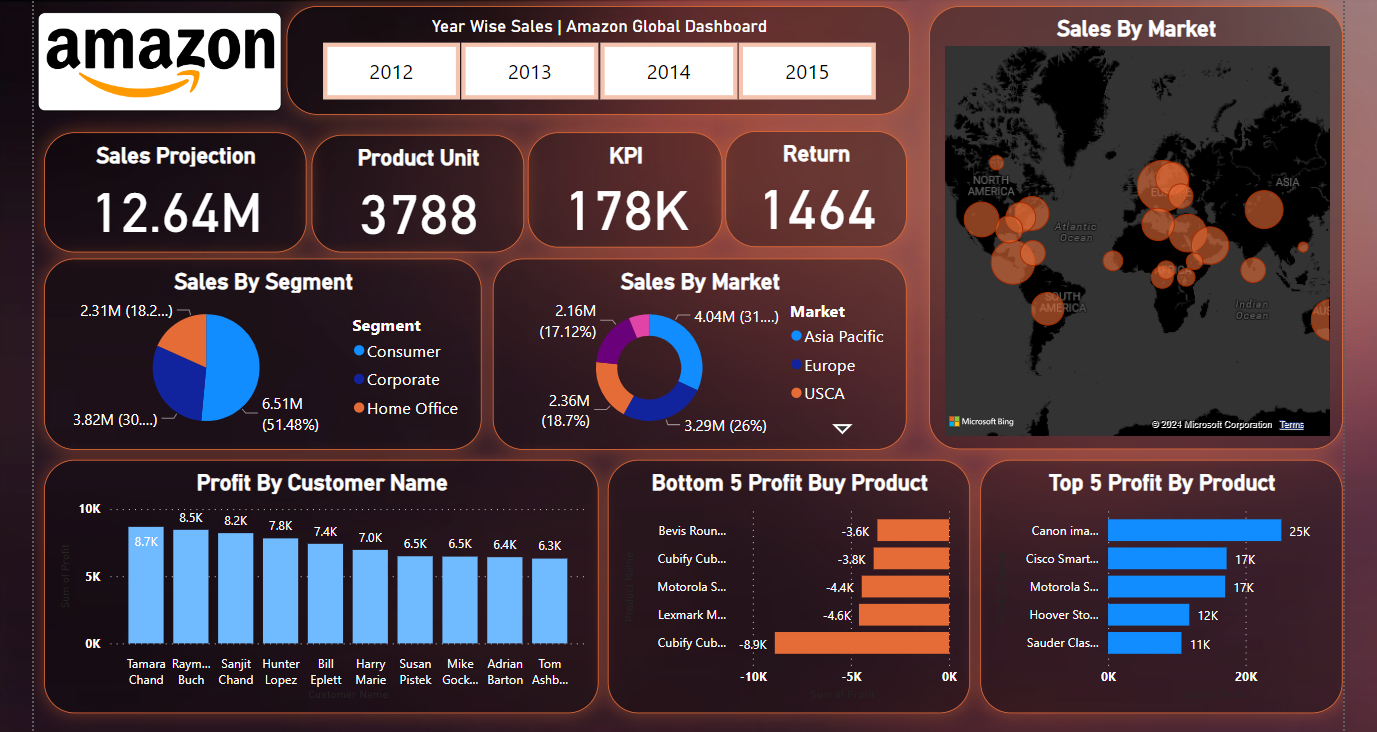 amazon
Year Wise Sales | Amazon Global Dashboard
2012
2013
2014
2015
Sales Projection
12.64M
Product Unit
3788
KPI
178K
Return
1464
Sales By Market
NORTH
AMERICA
ASIA
Atlantic
Ocean
SOUTH
AMERICA
Indian
Ocean
Microsoft Bing
© 2024 Microsoft Corporation Terms
Sales By Segment
2.31M (18.2...)
3.82M (30....)
6.51M
(51.48%)
Segment
Consumer
Corporate
Home Office
Sales By Market
2.16M
(17.12%)
4.04M (31....)
2.36M
(18.7%)
3.29M (26%)
Market
Asia Pacific
Europe
USCA
Profit By Customer Name
Sum of Profit
10K
5K
0K
8.7K
8.5K
8.2K
7.8K
7.4K
7.0K
6.5K
6.5K
6.4K
6.3K
Tamara
Chand
Raym...
Buch
Sanjit
Chand
Hunter
Lopez
Bill
Eplett
Harry
Marie
Susan
Pistek
Mike
Gock...
Adrian
Barton
Tom
Ashb...
Customer Name
Bottom 5 Profit Buy Product
Product Name
Bevis Roun...
-3.6K
Cubify Cub...
-3.8K
Motorola S...
-4.4K
Lexmark M...
-4.6K
Cubify Cub...
-8.9K
-10K
-5K
0K
Sum of Profit
Top 5 Profit By Product
Canon ima...
25K
Cisco Smart...
17K
Motorola S...
17K
Hoover Sto...
12K
Sauder Clas...
11K
0K
20K